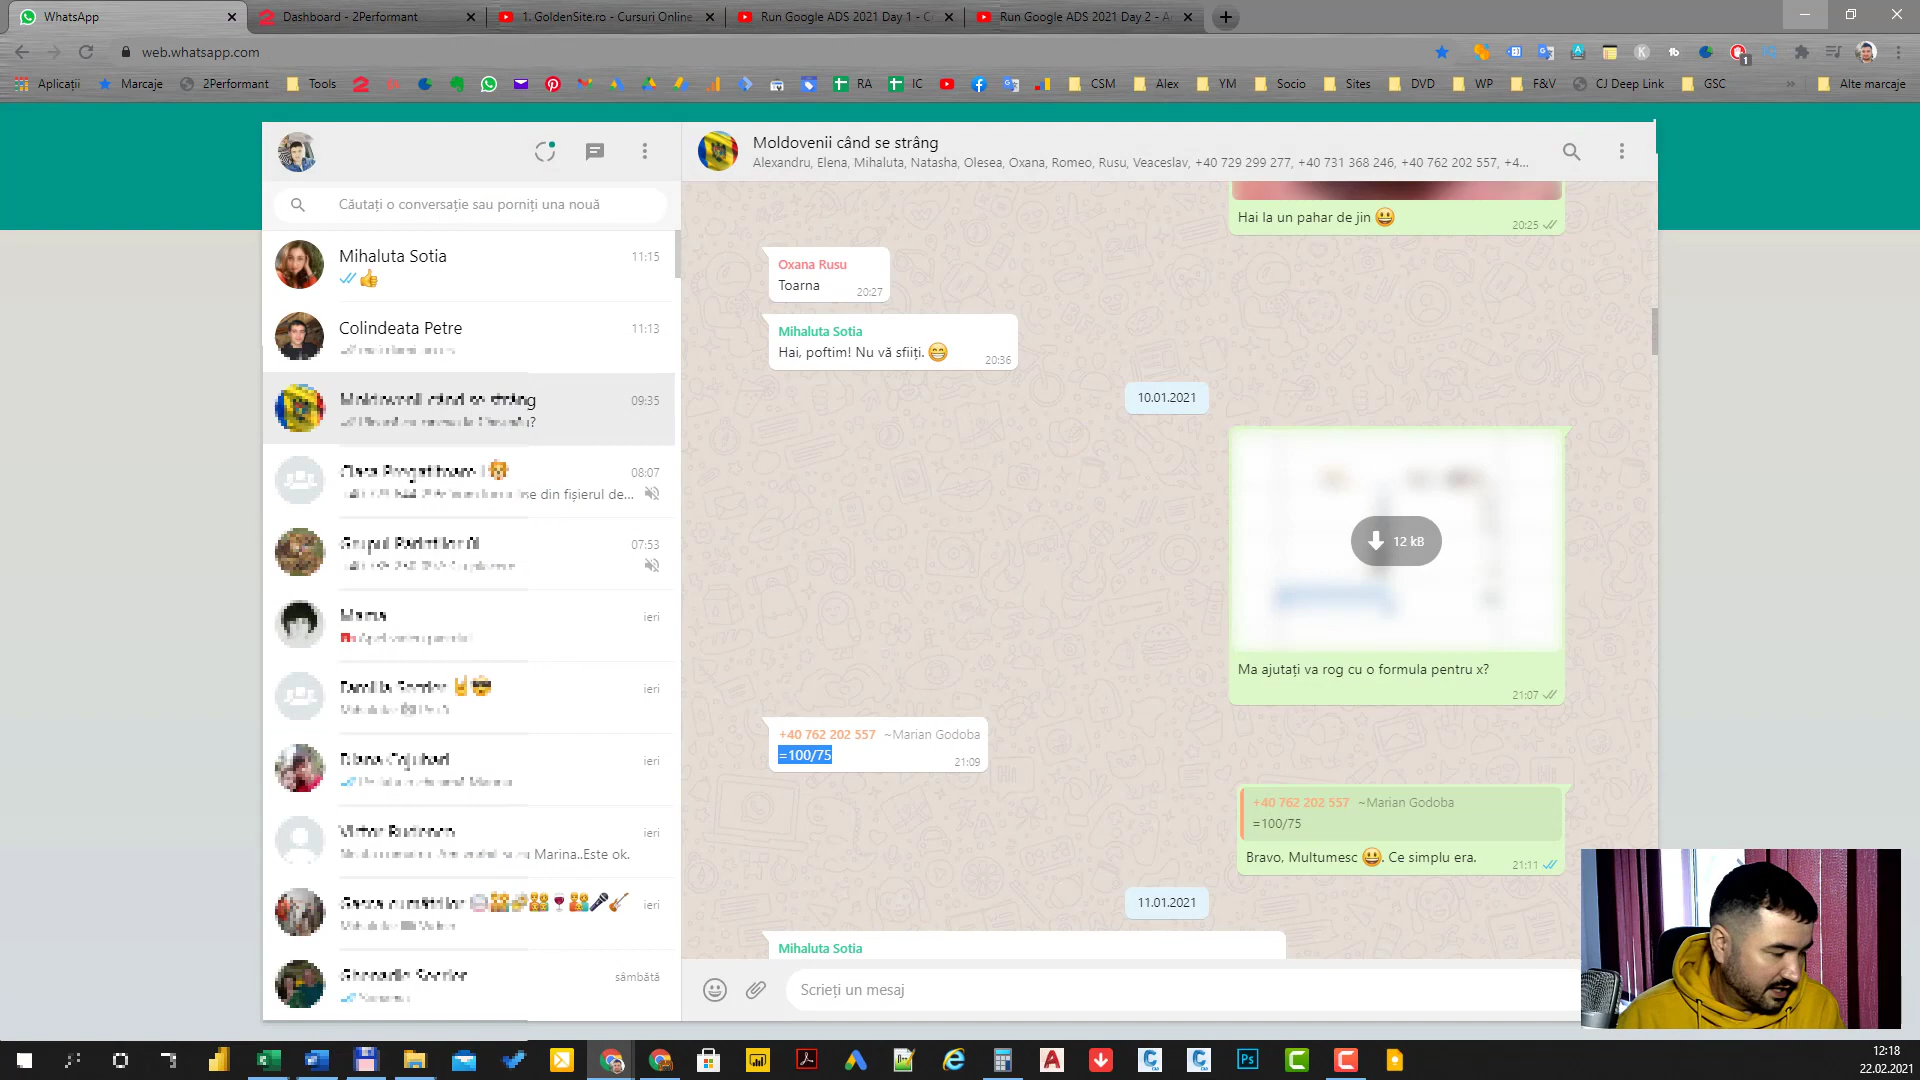 WhatsApp
Dashboard - 2Performant
1. GoldenSite.ro - Cursuri Online
Run Google ADS 2021 Day 1 - C
Run Google ADS 2021 Day 2 - A
web.whatsapp.com
1
Aplicații
Marcaje
2Performant
Tools
RA
IC
CSM
Alex
YM
Socio
Sites
DVD
WP
F&V
CJ Deep Link
GSC
»
Alte marcaje
Moldovenii când se strâng
Alexandru, Elena, Mihaluta, Natasha, Olesea, Oxana, Romeo, Rusu, Veaceslav, +40 729 299 277, +40 731 368 246, +40 762 202 557, +4...
Căutați o conversație sau porniți una nouă
Mihaluta Sotia
11:15
👍
Colindeata Petre
11:13
Moldovenii când se strâng
09:35
08:07
se din fișierul de...
07:53
Mama
ieri
ieri
ieri
ieri
Marina..Este ok.
ieri
sâmbătă
Hai la un pahar de jin 😃
20:25
Oxana Rusu
Toarna
20:27
Mihaluta Sotia
Hai, poftim! Nu vă sfiiți. 😁
20:36
10.01.2021
12 kB
Ma ajutați va rog cu o formula pentru x?
21:07
+40 762 202 557 ~Marian Godoba
=100/75
21:09
+40 762 202 557 ~Marian Godoba
=100/75
Bravo, Multumesc 😃. Ce simplu era.
21:11
11.01.2021
Mihaluta Sotia
Scrieți un mesaj
12:18
22.02.2021